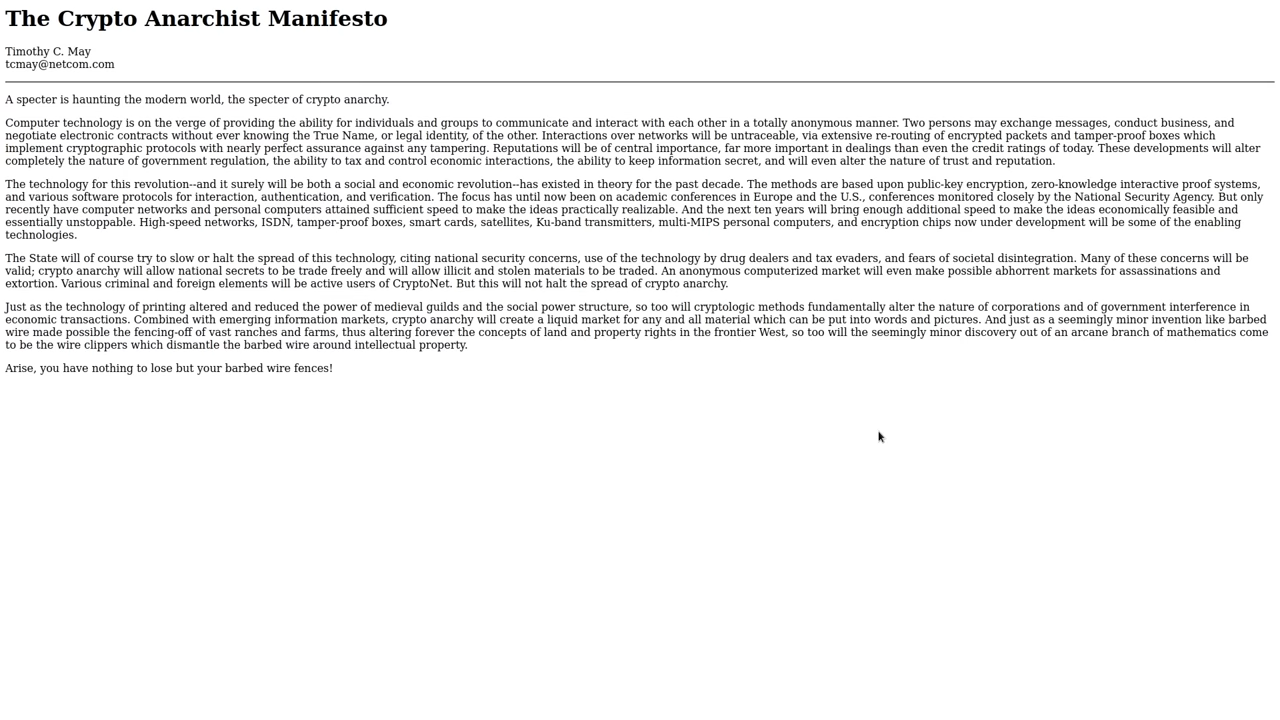 The Crypto Anarchist Manifesto
Timothy C. May
tcmay@netcom.com
A specter is haunting the modern world, the specter of crypto anarchy.
Computer technology is on the verge of providing the ability for individuals and groups to communicate and interact with each other in a totally anonymous manner. Two persons may exchange messages, conduct business, and
negotiate electronic contracts without ever knowing the True Name, or legal identity, of the other. Interactions over networks will be untraceable, via extensive re-routing of encrypted packets and tamper-proof boxes which
implement cryptographic protocols with nearly perfect assurance against any tampering. Reputations will be of central importance, far more important in dealings than even the credit ratings of today. These developments will alter
completely the nature of government regulation, the ability to tax and control economic interactions, the ability to keep information secret, and will even alter the nature of trust and reputation.
The technology for this revolution--and it surely will be both a social and economic revolution--has existed in theory for the past decade. The methods are based upon public-key encryption, zero-knowledge interactive proof systems,
and various software protocols for interaction, authentication, and verification. The focus has until now been on academic conferences in Europe and the U.S., conferences monitored closely by the National Security Agency. But only
recently have computer networks and personal computers attained sufficient speed to make the ideas practically realizable. And the next ten years will bring enough additional speed to make the ideas economically feasible and
essentially unstoppable. High-speed networks, ISDN, tamper-proof boxes, smart cards, satellites, Ku-band transmitters, multi-MIPS personal computers, and encryption chips now under development will be some of the enabling
technologies.
The State will of course try to slow or halt the spread of this technology, citing national security concerns, use of the technology by drug dealers and tax evaders, and fears of societal disintegration. Many of these concerns will be
valid; crypto anarchy will allow national secrets to be trade freely and will allow illicit and stolen materials to be traded. An anonymous computerized market will even make possible abhorrent markets for assassinations and
extortion. Various criminal and foreign elements will be active users of CryptoNet. But this will not halt the spread of crypto anarchy.
Just as the technology of printing altered and reduced the power of medieval guilds and the social power structure, so too will cryptologic methods fundamentally alter the nature of corporations and of government interference in
economic transactions. Combined with emerging information markets, crypto anarchy will create a liquid market for any and all material which can be put into words and pictures. And just as a seemingly minor invention like barbed
wire made possible the fencing-off of vast ranches and farms, thus altering forever the concepts of land and property rights in the frontier West, so too will the seemingly minor discovery out of an arcane branch of mathematics come
to be the wire clippers which dismantle the barbed wire around intellectual property.
Arise, you have nothing to lose but your barbed wire fences!